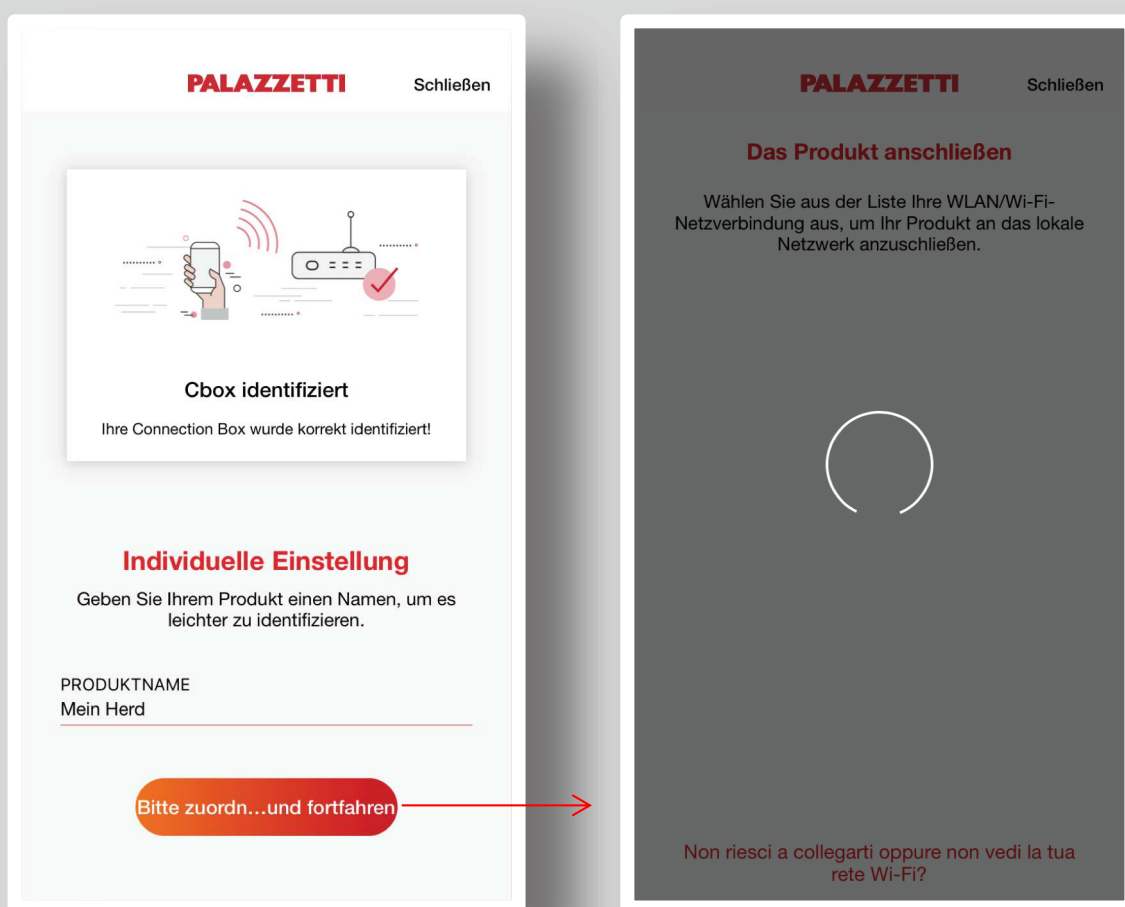 PALAZZETTI
Schließen
Cbox identifiziert
Ihre Connection Box wurde korrekt identifiziert!
Individuelle Einstellung
Geben Sie Ihrem Produkt einen Namen, um es
leichter zu identifizieren.
PRODUKTNAME
Mein Herd
Bitte zuordn...und fortfahren
PALAZZETTI
Schließen
Das Produkt anschließen
Wählen Sie aus der Liste Ihre WLAN/Wi-Fi-
Netzverbindung aus, um Ihr Produkt an das lokale
Netzwerk anzuschließen.
Non riesci a collegarti oppure non vedi la tua
rete Wi-Fi?